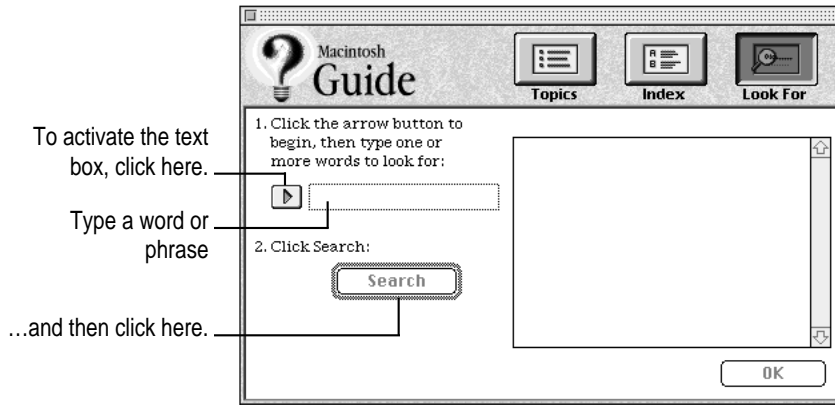 Macintosh
Guide
Topics
Index
Look For
To activate the text
box, click here.
1. Click the arrow button to
begin, then type one or
more words to look for:
Type a word or
phrase
2. Click Search:
Search
…and then click here.
OK